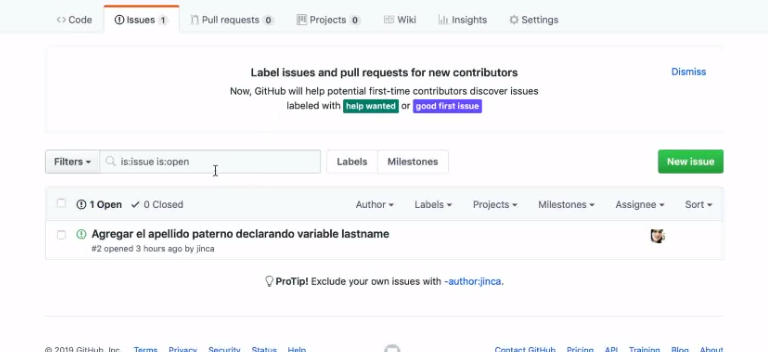 Code Issues 1 Pull requests 0 Projects 0 Wiki Insights Settings
Label issues and pull requests for new contributors
Dismiss
Now, GitHub will help potential first-time contributors discover issues
labeled with help wanted or good first issue
Filters is:issue is:open Labels Milestones New issue
1 Open 0 Closed Author Labels Projects Milestones Assignee Sort
Agregar el apellido paterno declarando variable lastname
#2 opened 3 hours ago by jinca
ProTip! Exclude your own issues with -author:jinca.
© 2019 GitHub, Inc. Terms Privacy Security Status Help Contact GitHub Pricing API Training Blog About